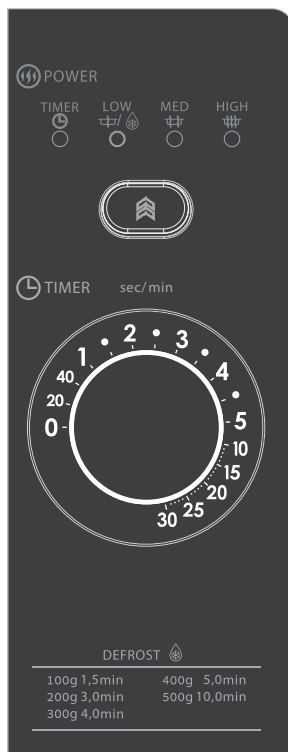 POWER
TIMER LOW MED HIGH
/
TIMER sec/min
0 20 40 1 2 3 4 5 10 15 20 25 30
DEFROST
100g 1,5min 400g 5,0min
200g 3,0min 500g 10,0min
300g 4,0min